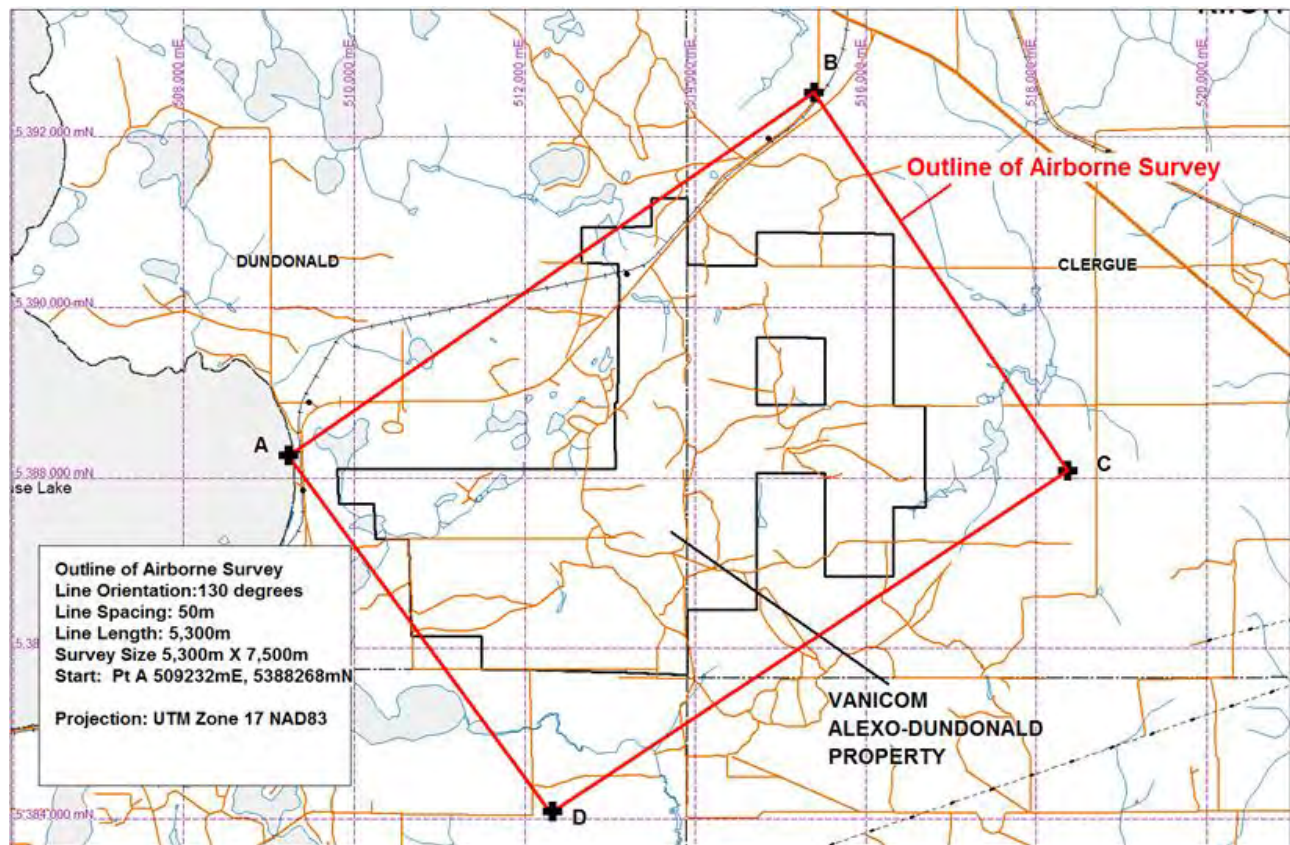 508,000 mE
510,000 mE
512,000 mE
514,000 mE
516,000 mE
518,000 mE
520,000 mE
B
5,392,000 mN
Outline of Airborne Survey
DUNDONALD
CLERGUE
5,390,000 mN
A
5,388,000 mN
C
se Lake
Outline of Airborne Survey
Line Orientation:130 degrees
Line Spacing: 50m
Line Length: 5,300m
Survey Size 5,300m X 7,500m
Start: Pt A 509232mE, 5388268mN
Projection: UTM Zone 17 NAD83
VANICOM
ALEXO-DUNDONALD
PROPERTY
5,384,000 mN
D